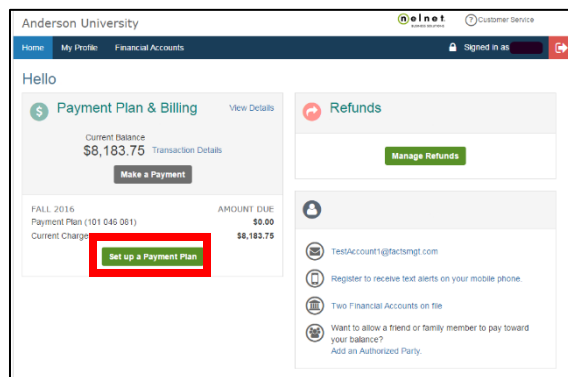 Anderson University
nelnet
BUSINESS SOLUTIONS
? Customer Service
Home My Profile Financial Accounts
Signed in as
Hello
$ Payment Plan & Billing View Details
Current Balance
$8,183.75 Transaction Details
Make a Payment
FALL 2016 AMOUNT DUE
Payment Plan (101 046 081) $0.00
Current Charge $8,183.75
Set up a Payment Plan
Refunds
Manage Refunds
TestAccount1@factsmgt.com
Register to receive text alerts on your mobile phone.
Two Financial Accounts on file
Want to allow a friend or family member to pay toward
your balance?
Add an Authorized Party.